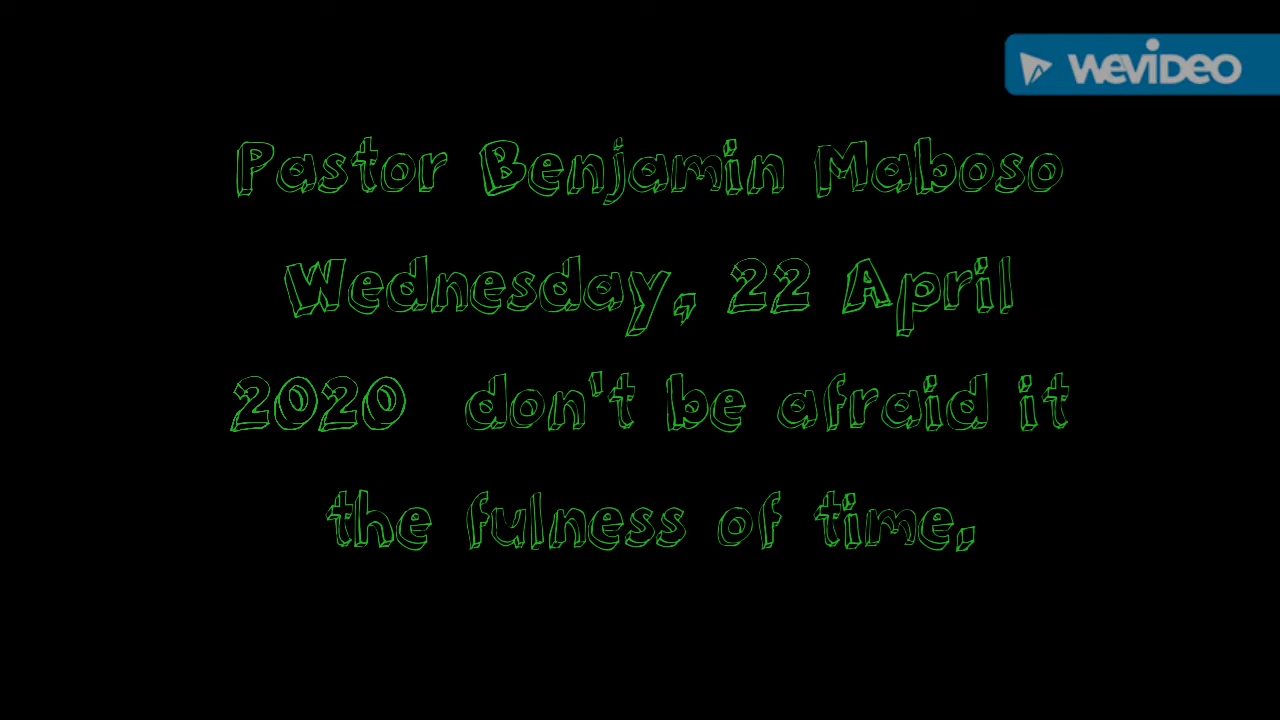 WEVIDEO
Pastor Benjamin Maboso
Wednesday, 22 April
2020 don't be afraid it
the fulness of time.